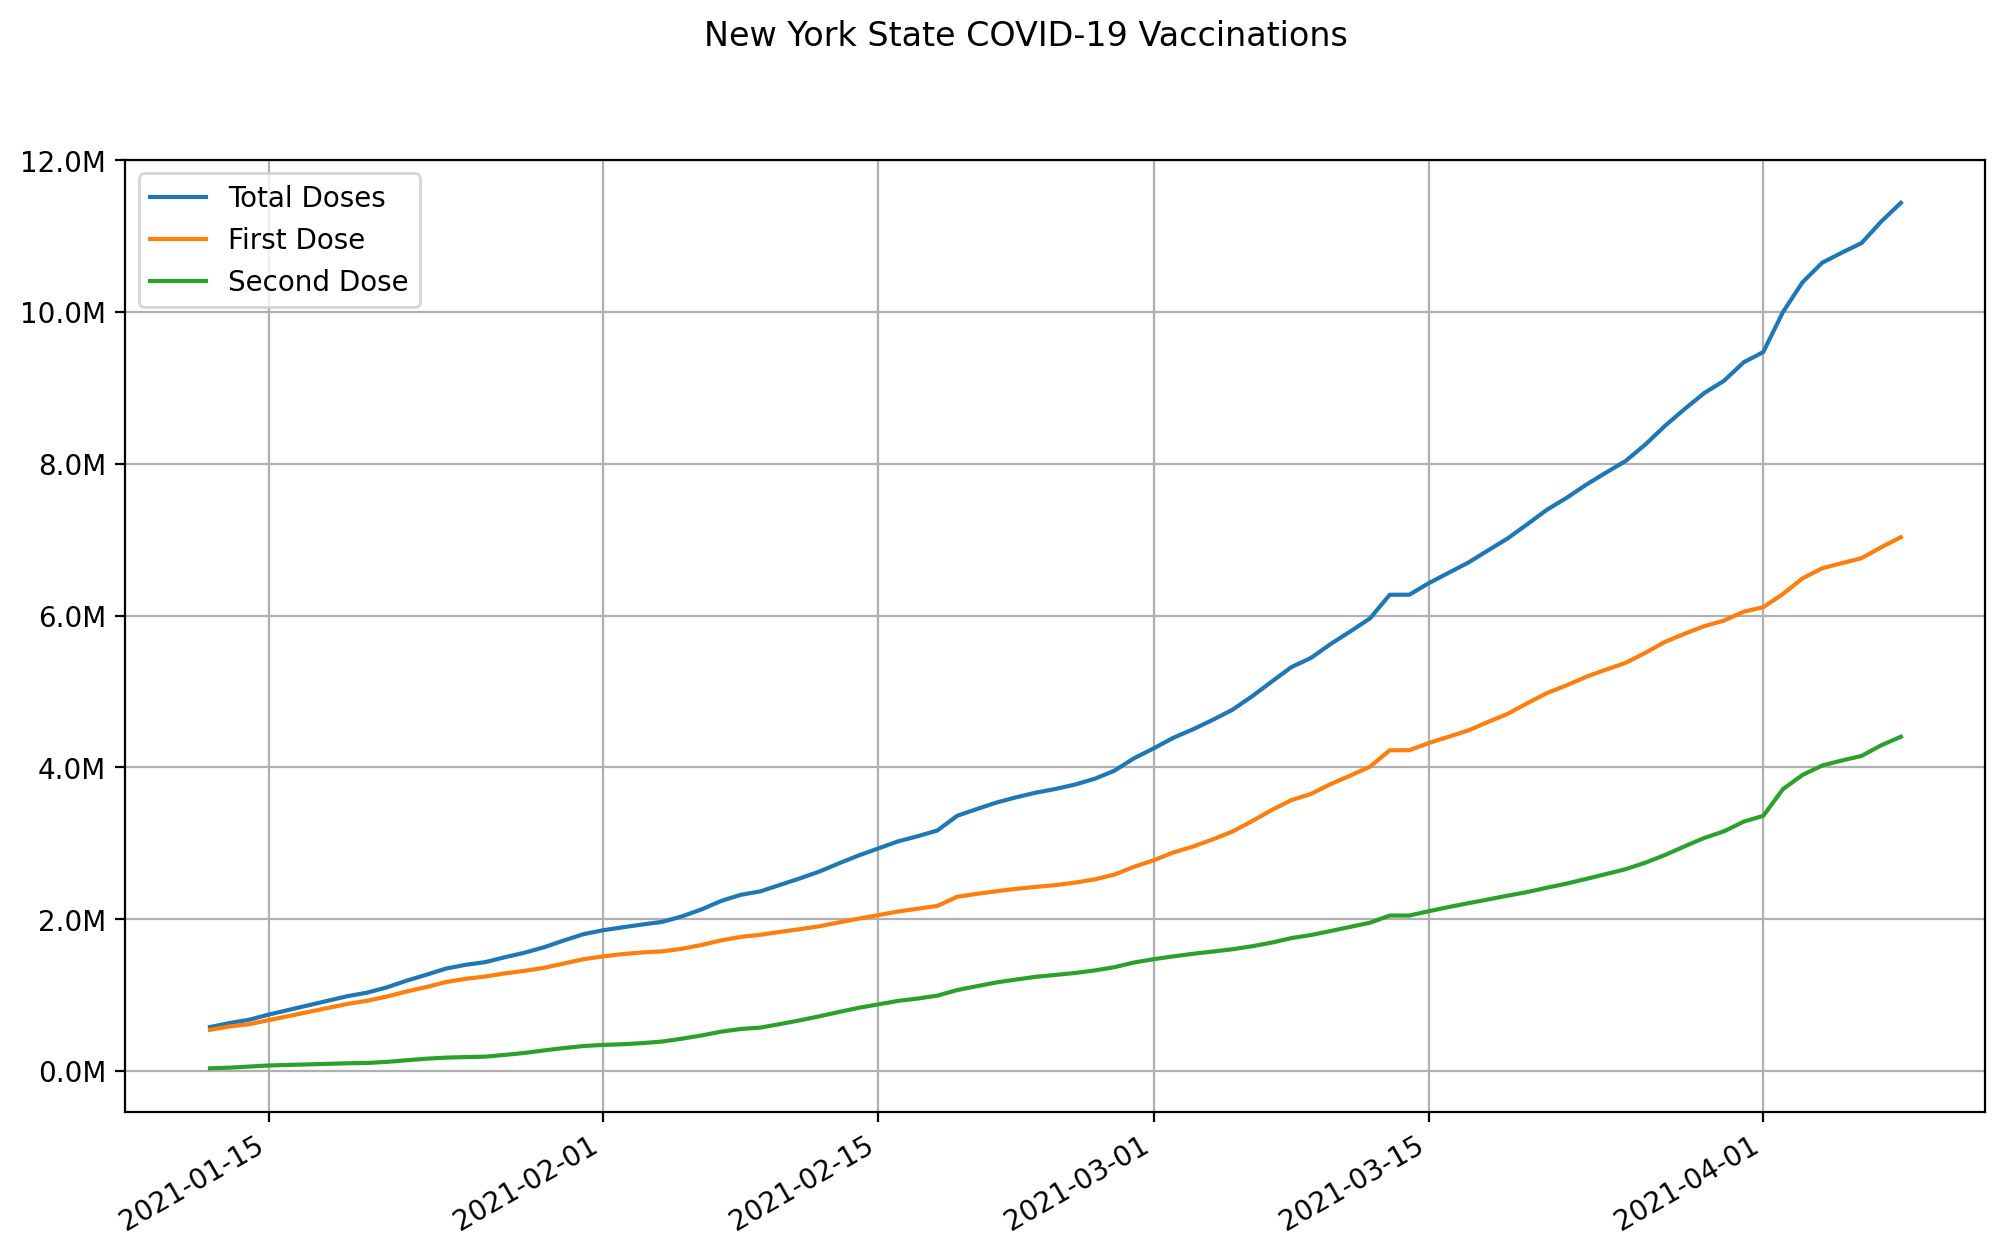 New York State COVID-19 Vaccinations
12.0M
10.0M
8.0M
6.0M
4.0M
2.0M
0.0M
Total Doses
First Dose
Second Dose
2021-01-15
2021-02-01
2021-02-15
2021-03-01
2021-03-15
2021-04-01